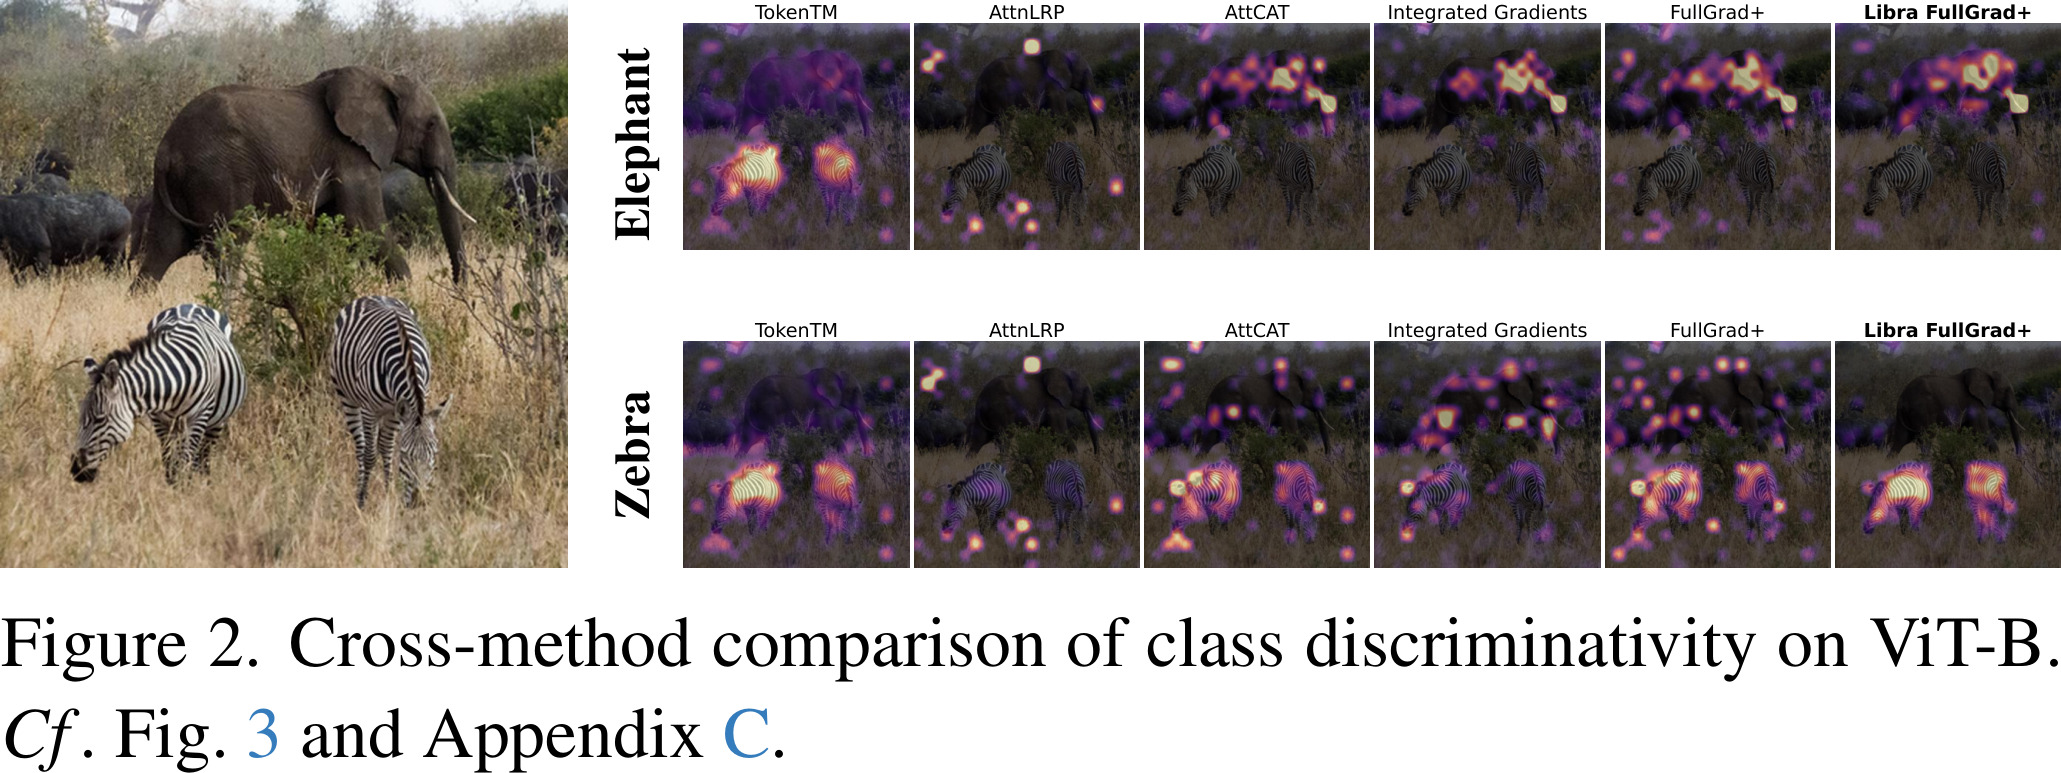 TokenTM AttnLRP AttCAT Integrated Gradients FullGrad+ Libra FullGrad+
Elephant
TokenTM AttnLRP AttCAT Integrated Gradients FullGrad+ Libra FullGrad+
Zebra
Figure 2. Cross-method comparison of class discriminativity on ViT-B.
Cf. Fig. 3 and Appendix C.